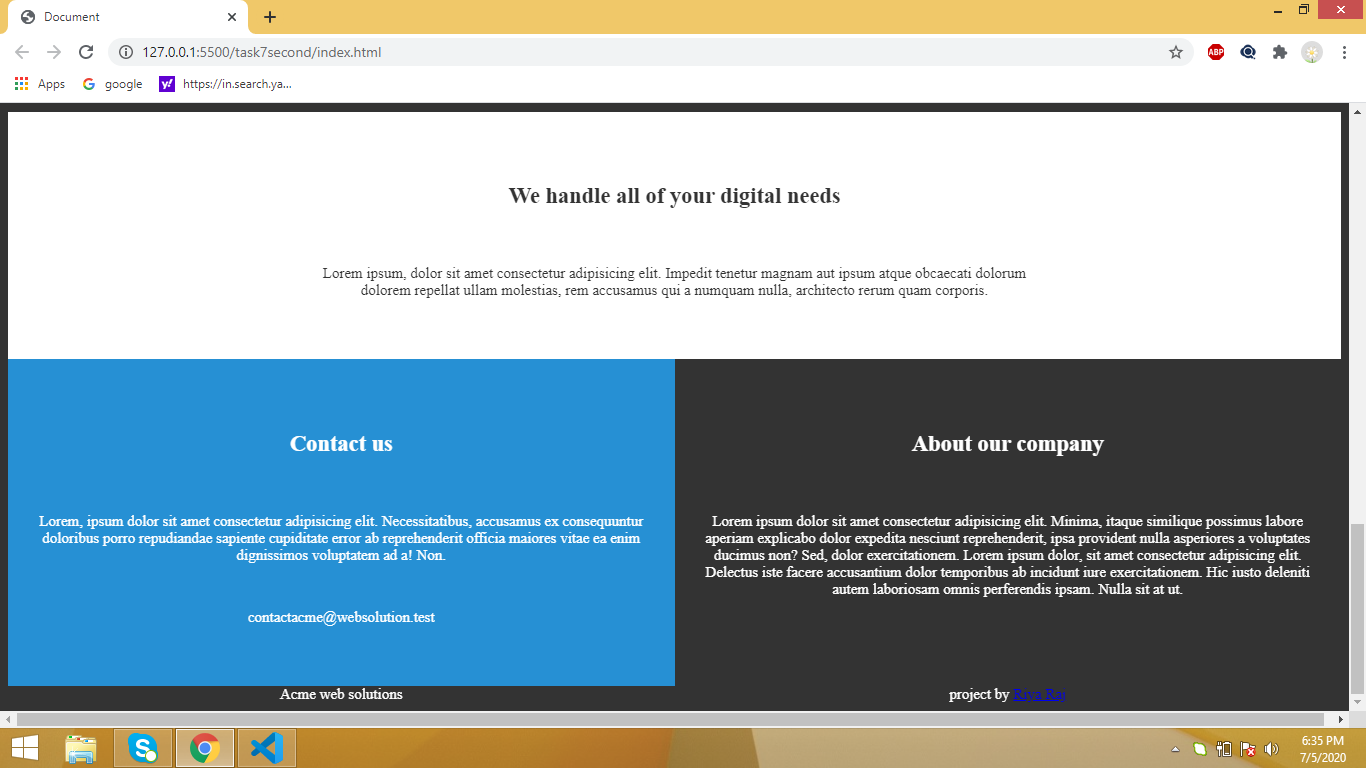 Document
127.0.0.1:5500/task7second/index.html
ABP
Apps
google
y!
https://in.search.ya...
We handle all of your digital needs
Lorem ipsum, dolor sit amet consectetur adipisicing elit. Impedit tenetur magnam aut ipsum atque obcaecati dolorum
dolorem repellat ullam molestias, rem accusamus qui a numquam nulla, architecto rerum quam corporis.
Contact us
Lorem, ipsum dolor sit amet consectetur adipisicing elit. Necessitatibus, accusamus ex consequuntur
doloribus porro repudiandae sapiente cupiditate error ab reprehenderit officia maiores vitae ea enim
dignissimos voluptatem ad a! Non.
contactacme@websolution.test
About our company
Lorem ipsum dolor sit amet consectetur adipisicing elit. Minima, itaque similique possimus labore
aperiam explicabo dolor expedita nesciunt reprehenderit, ipsa provident nulla asperiores a voluptates
ducimus non? Sed, dolor exercitationem. Lorem ipsum dolor, sit amet consectetur adipisicing elit.
Delectus iste facere accusantium dolor temporibus ab incidunt iure exercitationem. Hic iusto deleniti
autem laboriosam omnis perferendis ipsam. Nulla sit at ut.
Acme web solutions
project by Riya Raj
6:35 PM
7/5/2020